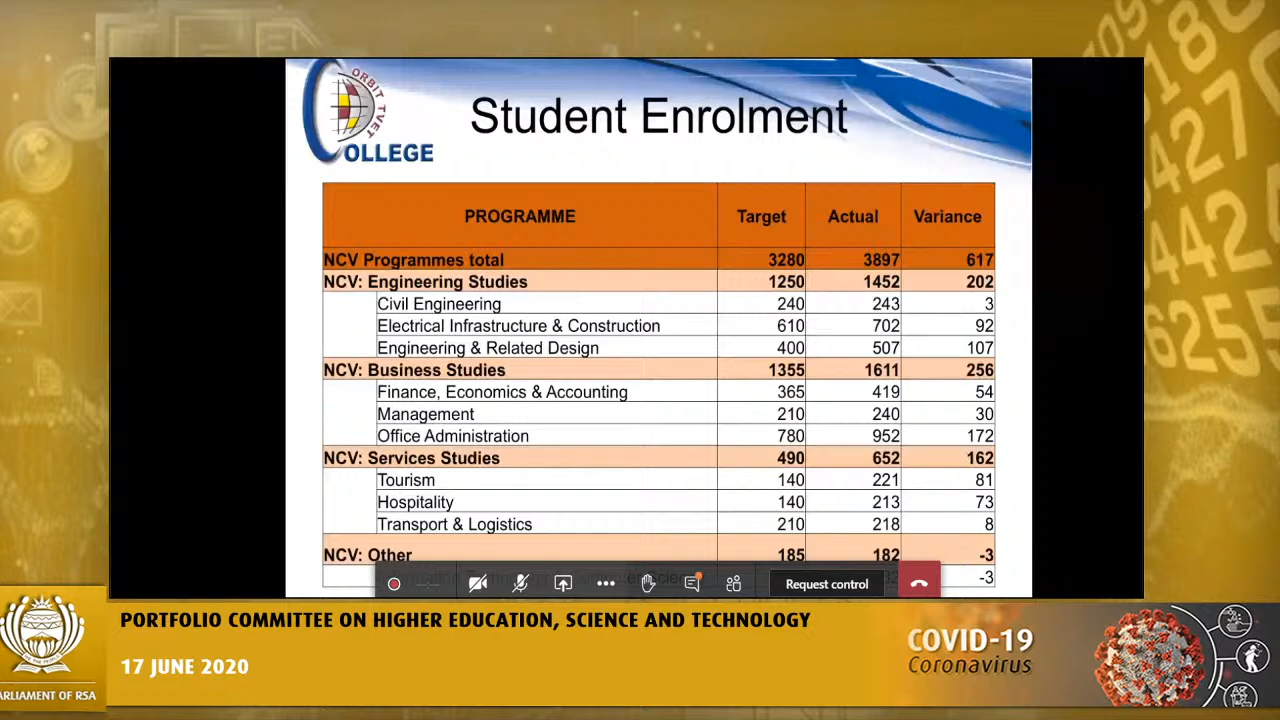 ORBIT TVET
COLLEGE
Student Enrolment
PROGRAMME Target Actual Variance
NCV Programmes total 3280 3897 617
NCV: Engineering Studies 1250 1452 202
Civil Engineering 240 243 3
Electrical Infrastructure & Construction 610 702 92
Engineering & Related Design 400 507 107
NCV: Business Studies 1355 1611 256
Finance, Economics & Accounting 365 419 54
Management 210 240 30
Office Administration 780 952 172
NCV: Services Studies 490 652 162
Tourism 140 221 81
Hospitality 140 213 73
Transport & Logistics 210 218 8
NCV: Other 185 182 -3
-3
Request control
PORTFOLIO COMMITTEE ON HIGHER EDUCATION, SCIENCE AND TECHNOLOGY
17 JUNE 2020
COVID-19
Coronavirus
ARLIAMENT OF RSA